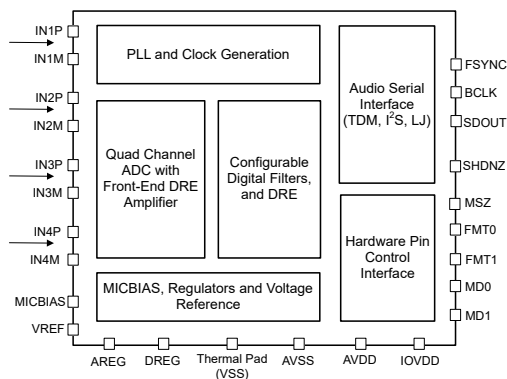 IN1P
IN1M
IN2P
IN2M
IN3P
IN3M
IN4P
IN4M
MICBIAS
VREF
PLL and Clock Generation
Quad Channel
ADC with
Front-End DRE
Amplifier
Configurable
Digital Filters,
and DRE
MICBIAS, Regulators and Voltage
Reference
Audio Serial
Interface
(TDM, I²S, LJ)
Hardware Pin
Control
Interface
FSYNC
BCLK
SDOUT
SHDNZ
MSZ
FMT0
FMT1
MD0
MD1
AREG
DREG
Thermal Pad
(VSS)
AVSS
AVDD
IOVDD